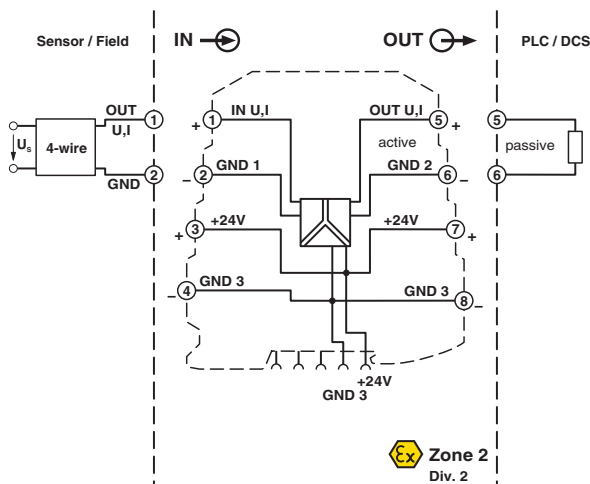 Sensor / Field
IN
OUT
PLC / DCS
OUT
U,I
1
+
1
IN U,I
OUT U,I
5
+
5
Us
4-wire
active
passive
GND
2
–
2
GND 1
GND 2
6
–
6
+
3
+24V
+24V
7
+
–
4
GND 3
GND 3
8
–
+24V
GND 3
Ex
Zone 2
Div. 2